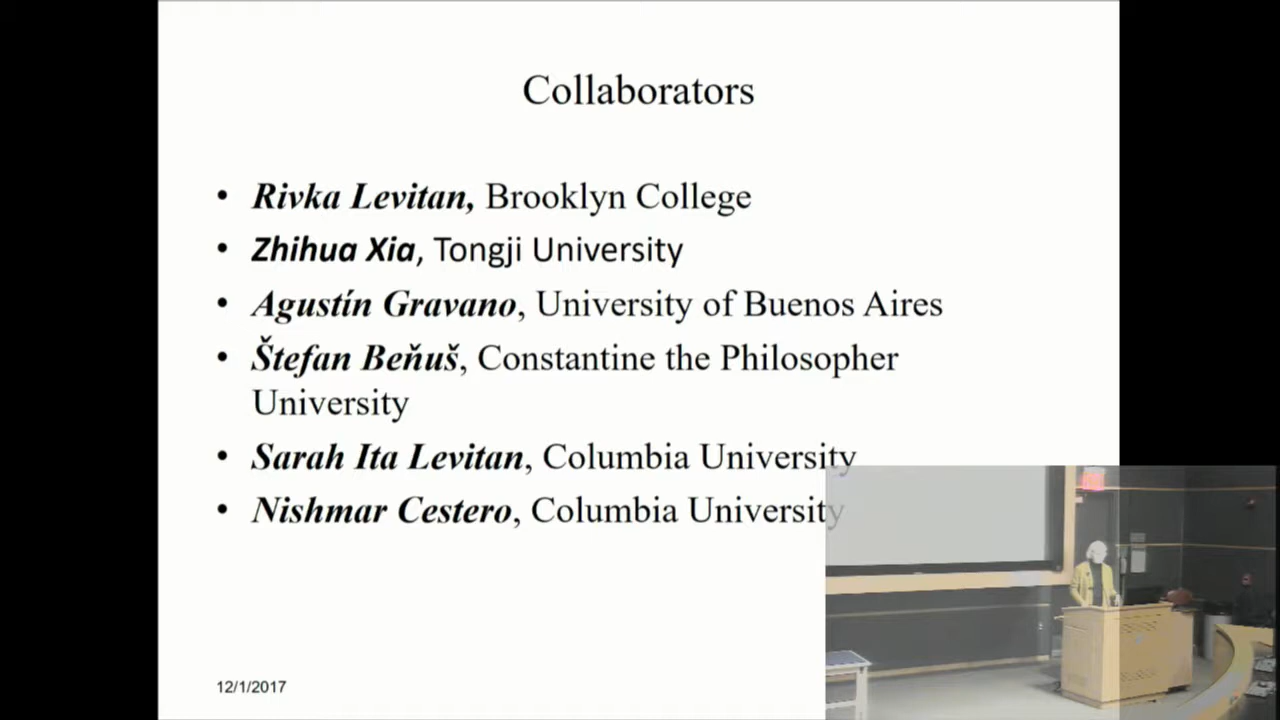 Collaborators
• Rivka Levitan, Brooklyn College
• Zhihua Xia, Tongji University
• Agustín Gravano, University of Buenos Aires
• Štefan Beňuš, Constantine the Philosopher
University
• Sarah Ita Levitan, Columbia University
• Nishmar Cestero, Columbia University
12/1/2017